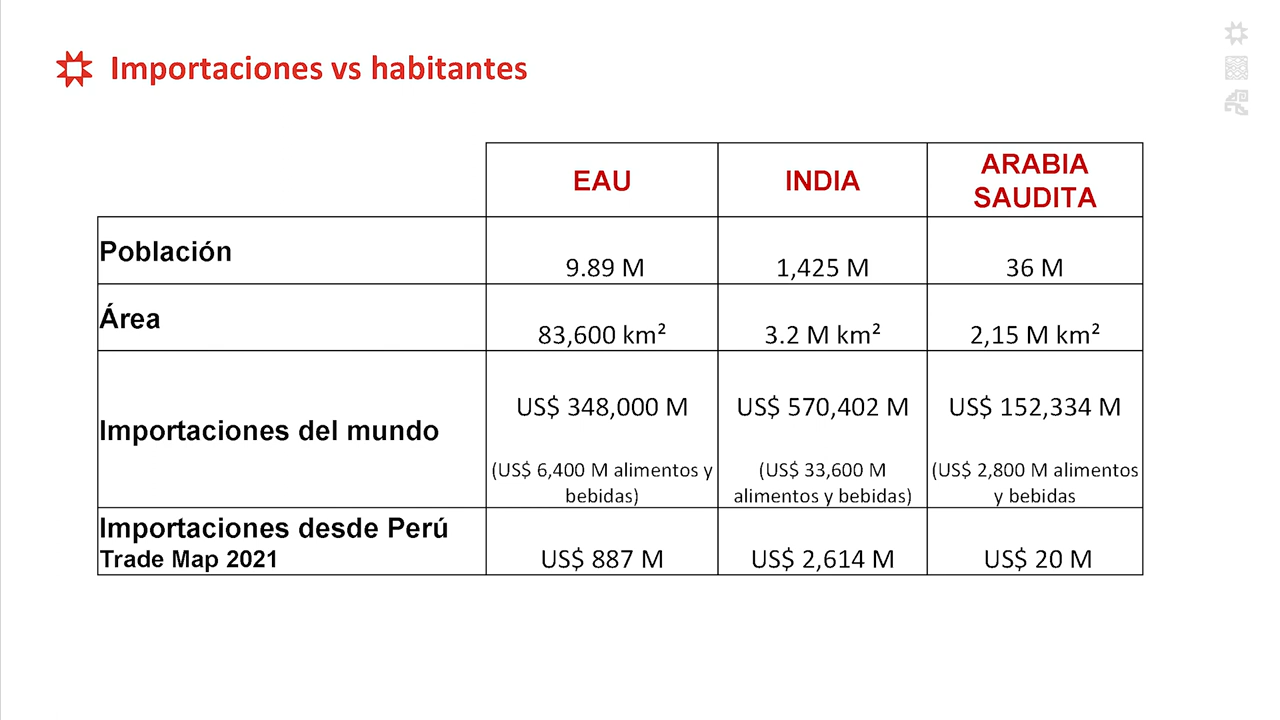 Importaciones vs habitantes
EAU
INDIA
ARABIA
SAUDITA
Población
9.89 M
1,425 M
36 M
Área
83,600 km²
3.2 M km²
2,15 M km²
Importaciones del mundo
US$ 348,000 M
(US$ 6,400 M alimentos y
bebidas)
US$ 570,402 M
(US$ 33,600 M
alimentos y bebidas)
US$ 152,334 M
(US$ 2,800 M alimentos
y bebidas
Importaciones desde Perú
Trade Map 2021
US$ 887 M
US$ 2,614 M
US$ 20 M